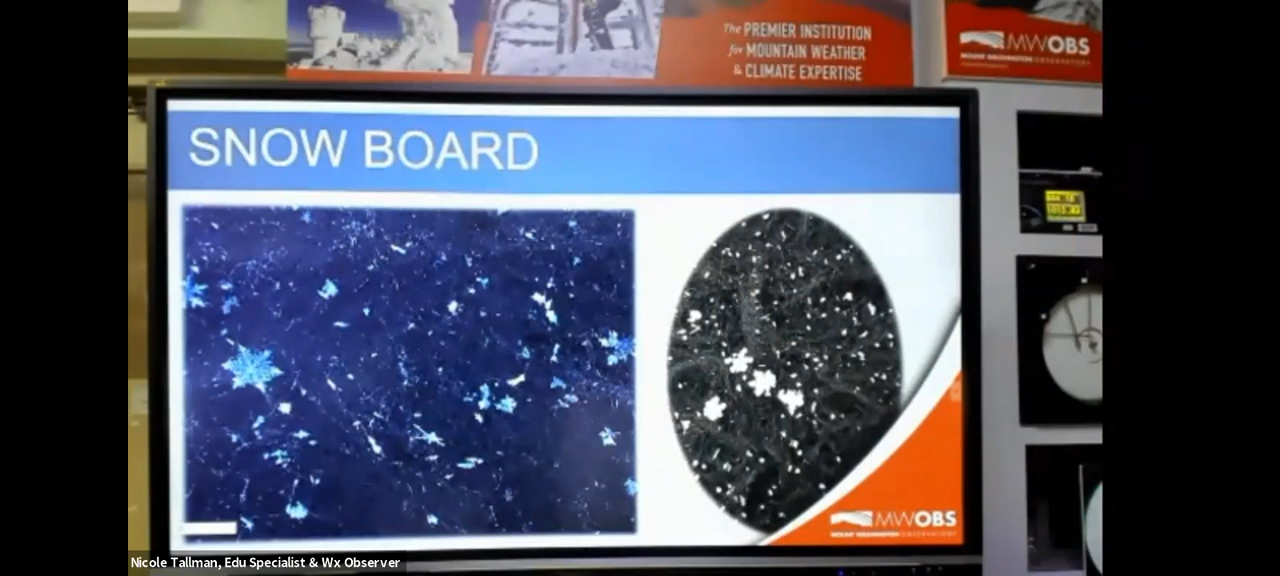 The PREMIER INSTITUTION
for MOUNTAIN WEATHER
& CLIMATE EXPERTISE
MWOBS
MOUNT WASHINGTON OBSERVATORY
SNOW BOARD
MWOBS
MOUNT WASHINGTON OBSERVATORY
Nicole Tallman, Edu Specialist & Wx Observer